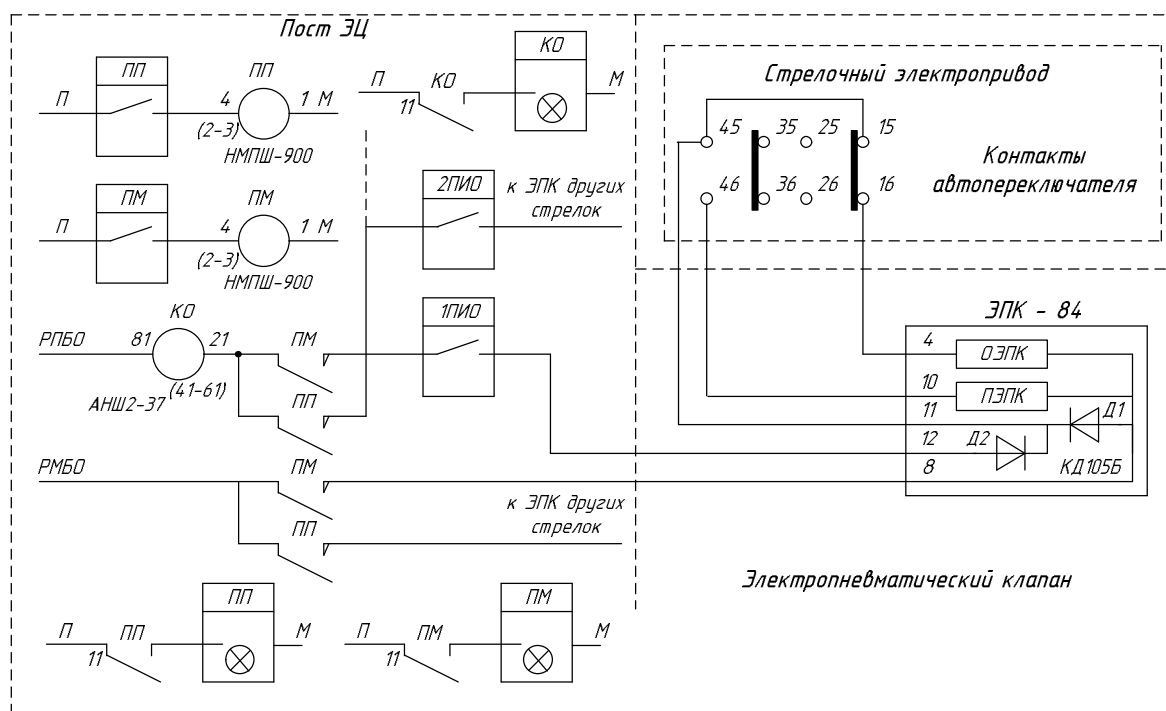 Пост ЭЦ
ПП
ПП
П
4
1 М
(2-3)
НМПШ-900
П
КО
11
КО
М
ПМ
ПМ
П
4
1 М
(2-3)
НМПШ-900
2ПИО
к ЭПК других
стрелок
КО
РПБО
81
21
(41-61)
АНШ2-37
ПМ
ПП
1ПИО
РМБО
ПМ
ПП
к ЭПК других
стрелок
ПП
П
ПП
11
М
ПМ
П
ПМ
11
М
Стрелочный электропривод
45
35
25
15
46
36
26
16
Контакты
автопереключателя
ЭПК - 84
4
ОЭПК
10
ПЭПК
11
Д1
12
Д2
8
КД105Б
Электропневматический клапан